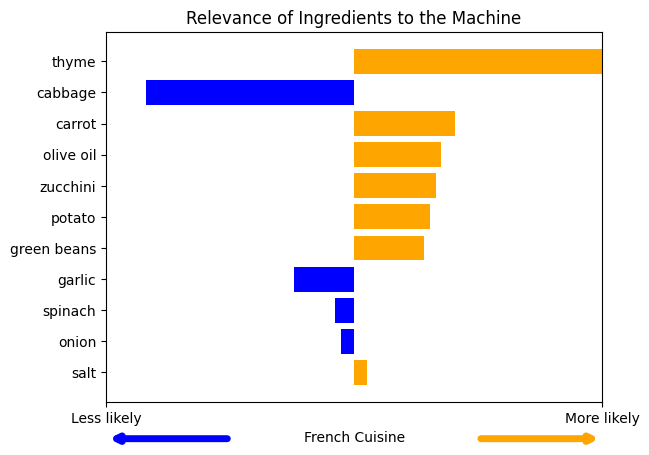 Relevance of Ingredients to the Machine
thyme
cabbage
carrot
olive oil
zucchini
potato
green beans
garlic
spinach
onion
salt
Less likely
More likely
French Cuisine